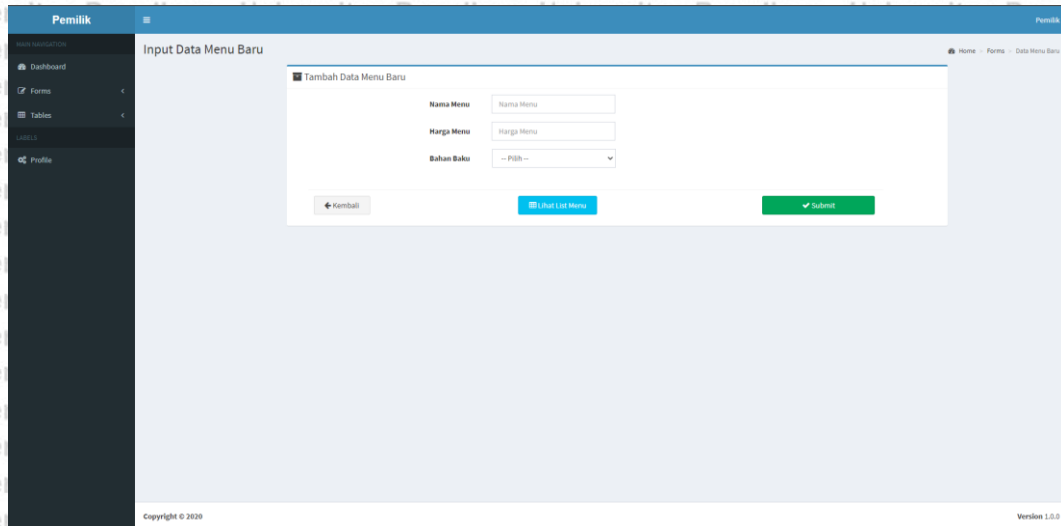 Pemilik
Pemilik
MAIN NAVIGATION
Dashboard
Forms
Tables
LABELS
Profile
Input Data Menu Baru
Home > Forms > Data Menu Baru
Tambah Data Menu Baru
Nama Menu Nama Menu
Harga Menu Harga Menu
Bahan Baku -- Pilih --
Kembali Lihat List Menu Submit
Copyright © 2020 Version 1.0.0